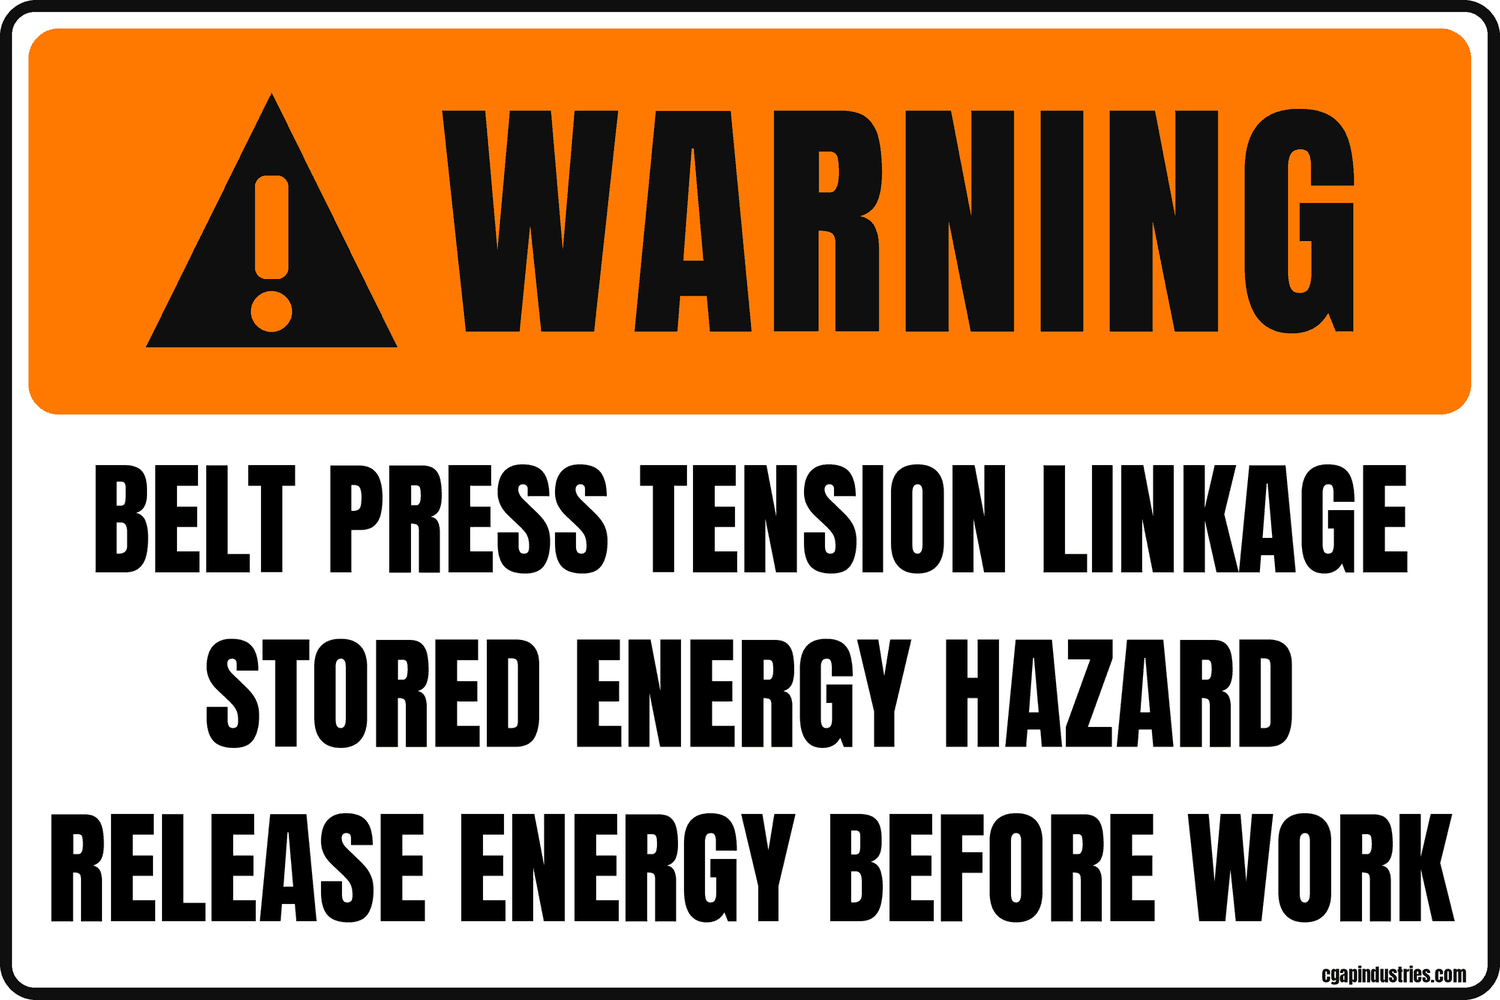 WARNING
BELT PRESS TENSION LINKAGE
STORED ENERGY HAZARD
RELEASE ENERGY BEFORE WORK
cgapindustries.com